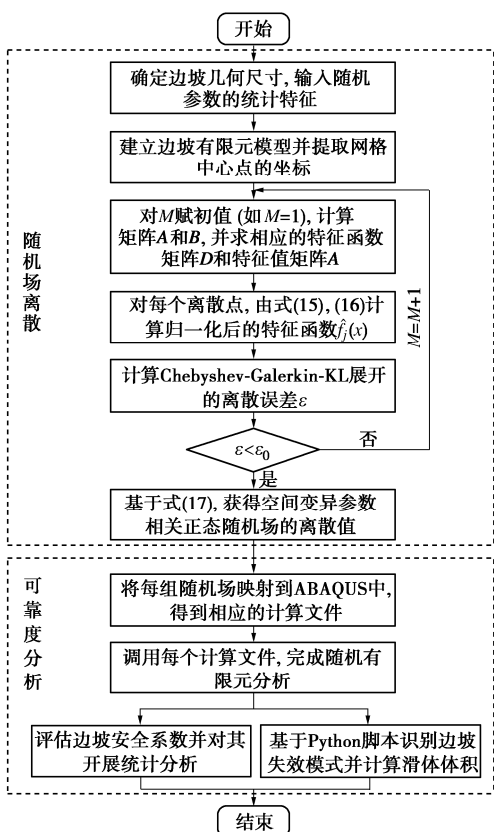 开始
随机场离散
确定边坡几何尺寸, 输入随机
参数的统计特征
建立边坡有限元模型并提取网格
中心点的坐标
对M赋初值 (如M=1), 计算
矩阵A和B, 并求相应的特征函数
矩阵D和特征值矩阵Λ
对每个离散点, 由式(15), (16)计
算归一化后的特征函数f̂j(x)
M=M+1
计算Chebyshev-Galerkin-KL展开
的离散误差ε
ε<ε0
否
是
基于式(17), 获得空间变异参数
相关正态随机场的离散值
可靠度分析
将每组随机场映射到ABAQUS中,
得到相应的计算文件
调用每个计算文件, 完成随机有
限元分析
评估边坡安全系数并对其
开展统计分析
基于Python脚本识别边坡
失效模式并计算滑体体积
结束